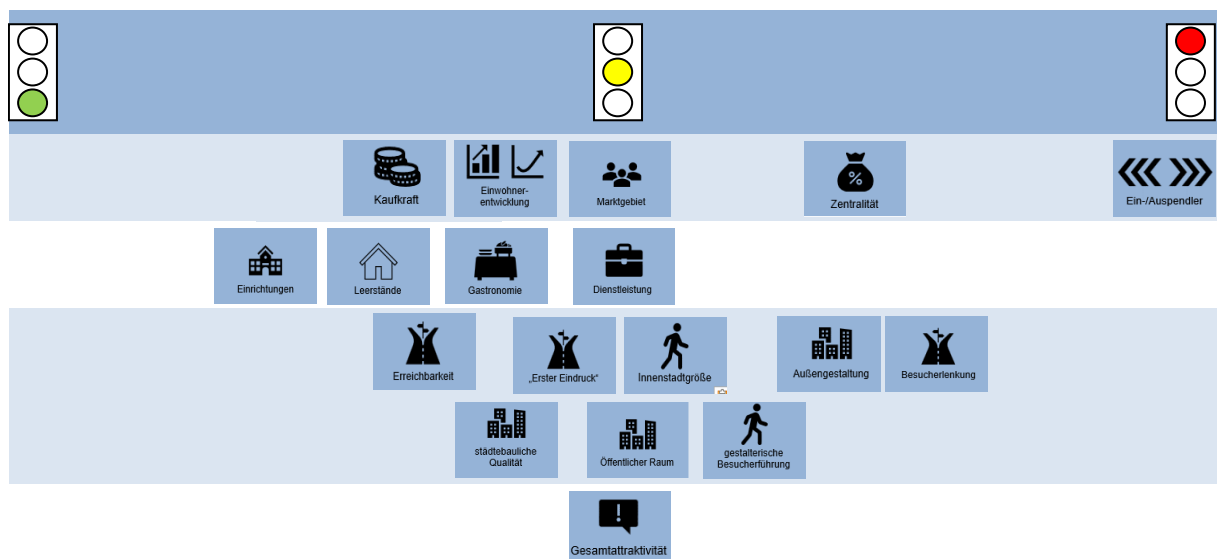 Kaufkraft
Einwohner-
entwicklung
Marktgebiet
%
Zentralität
Ein-/Auspendler
Einrichtungen
Leerstände
Gastronomie
Dienstleistung
Erreichbarkeit
„Erster Eindruck“
Innenstadtgröße
Außengestaltung
Besucherlenkung
städtebauliche
Qualität
Öffentlicher Raum
gestalterische
Besucherführung
!
Gesamtattraktivität